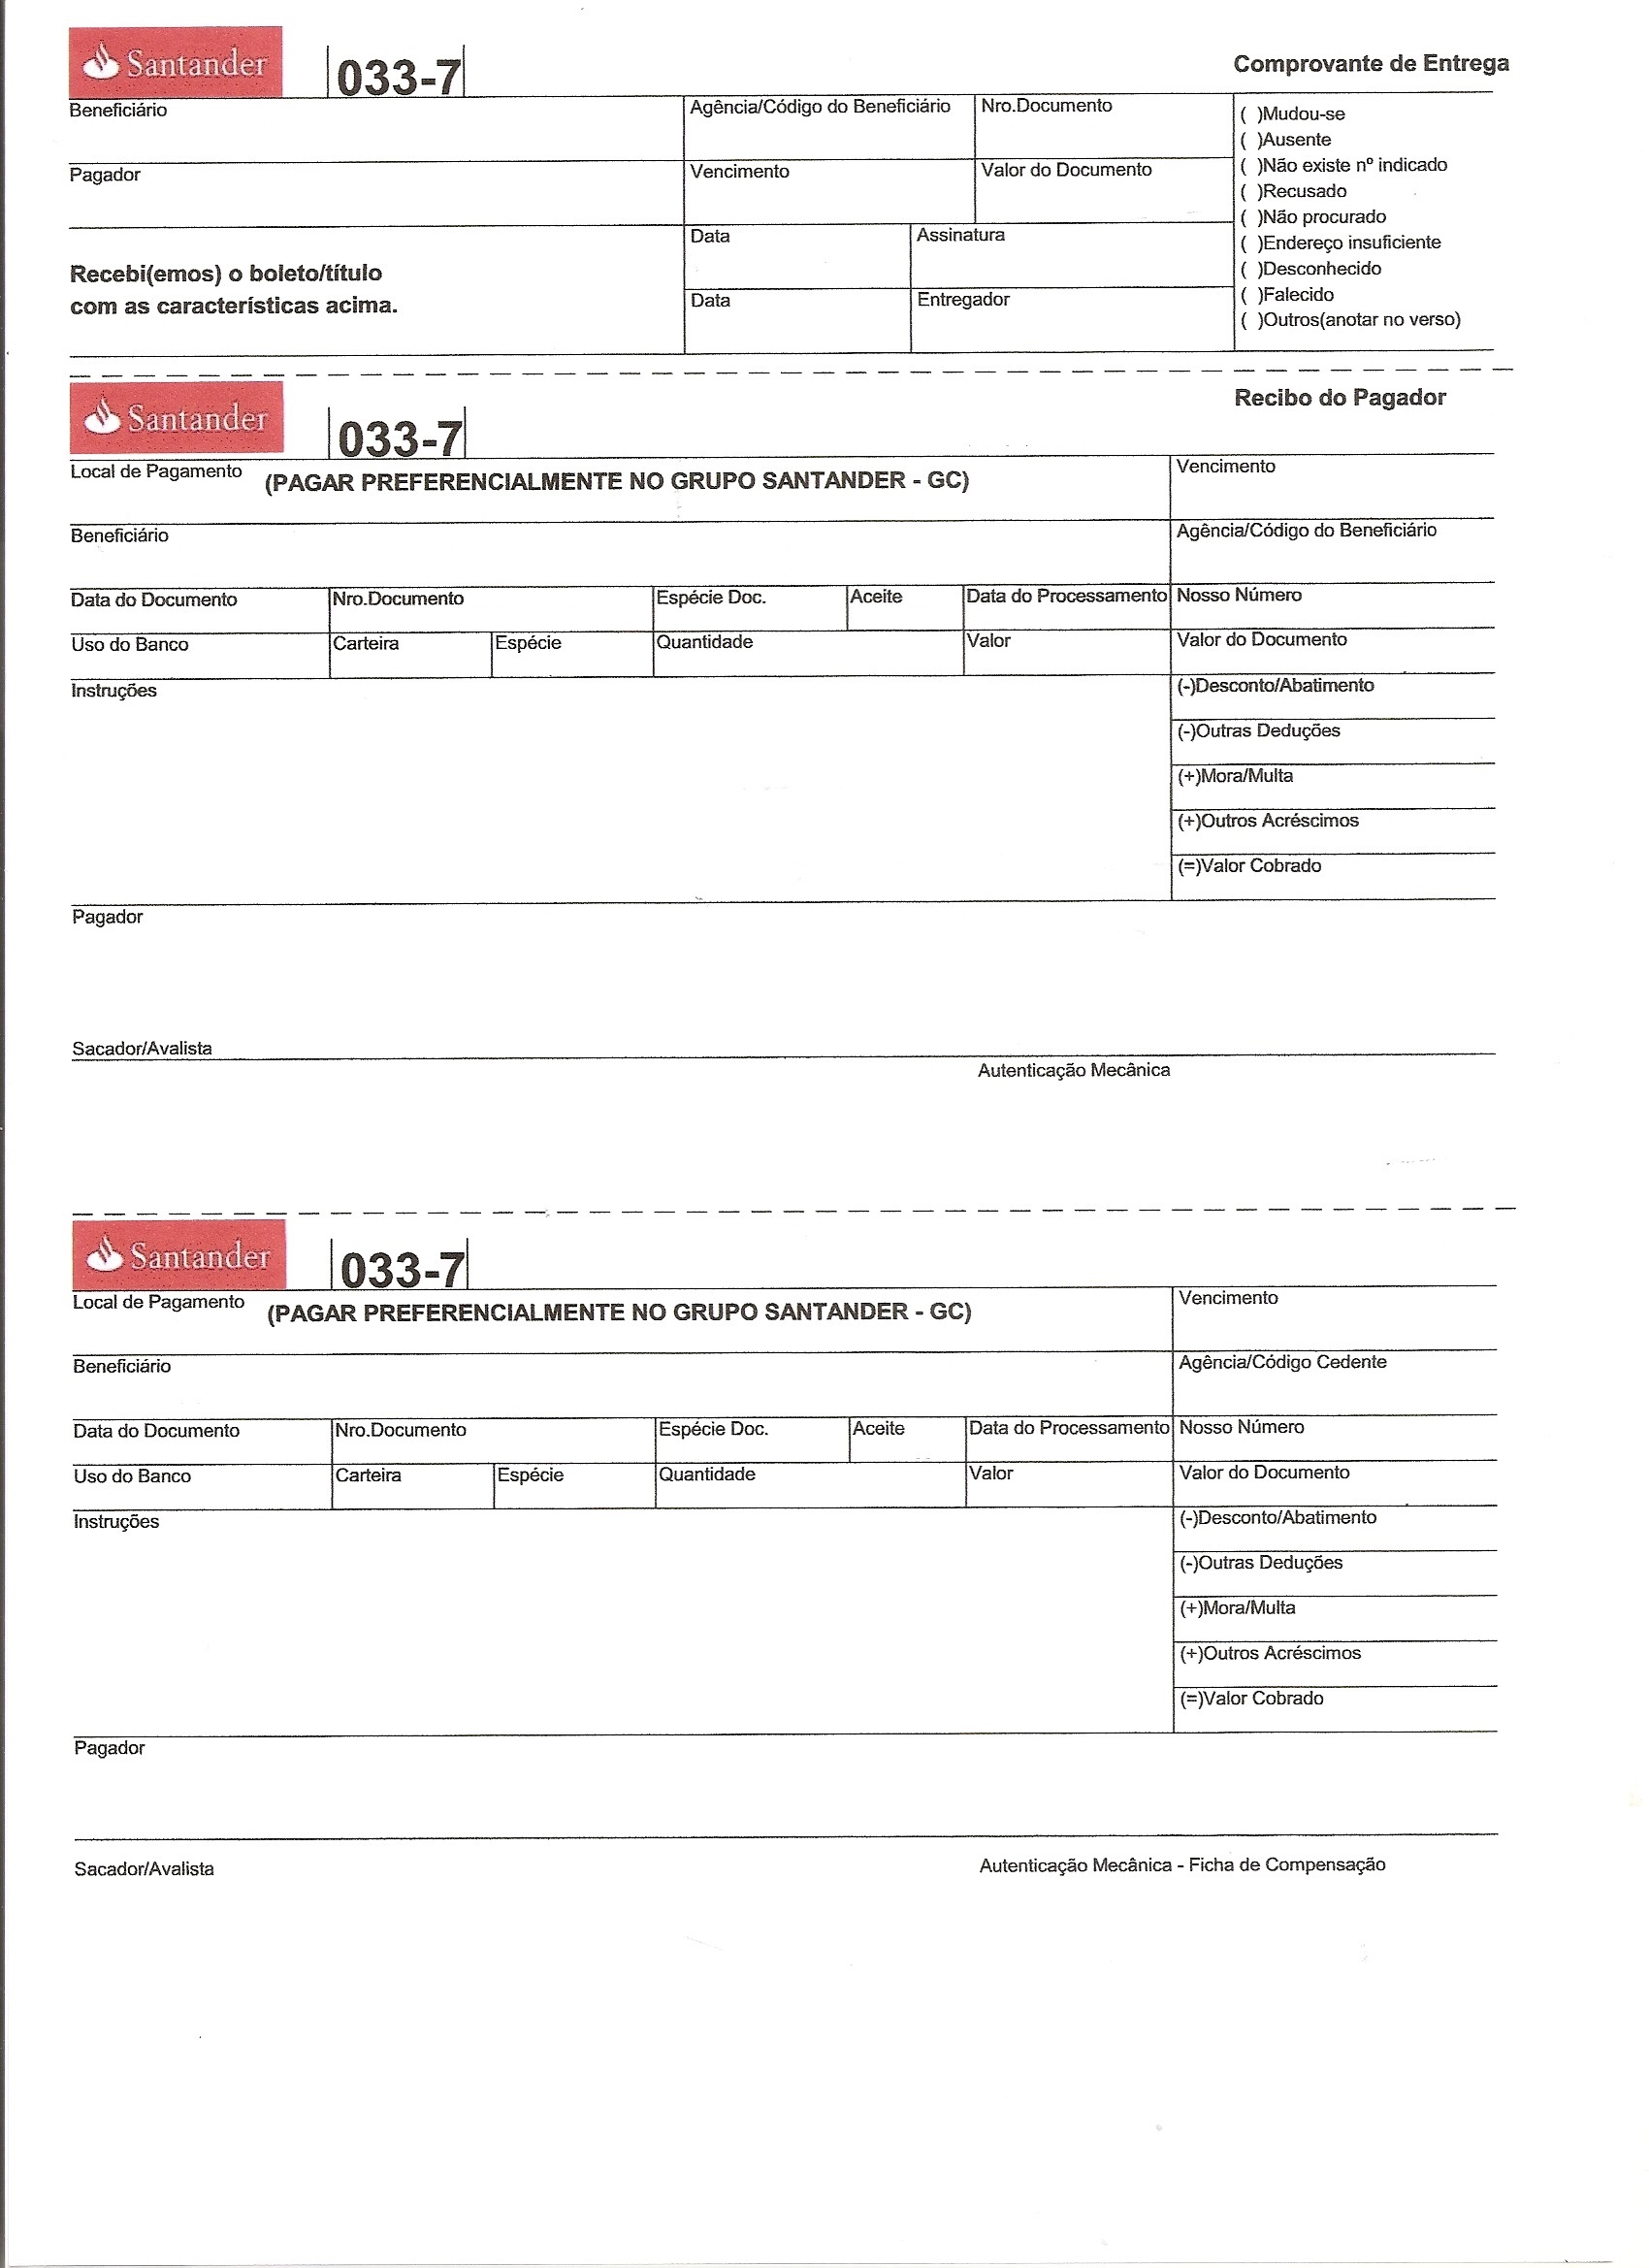 Santander 033-7 Comprovante de Entrega
Beneficiário Agência/Código do Beneficiário Nro.Documento ( )Mudou-se
( )Ausente
Pagador Vencimento Valor do Documento ( )Não existe nº indicado
( )Recusado
( )Não procurado
Data Assinatura ( )Endereço insuficiente
Recebi(emos) o boleto/título ( )Desconhecido
com as características acima. Data Entregador ( )Falecido
( )Outros(anotar no verso)
Santander 033-7 Recibo do Pagador
Local de Pagamento (PAGAR PREFERENCIALMENTE NO GRUPO SANTANDER - GC) Vencimento
Beneficiário Agência/Código do Beneficiário
Data do Documento Nro.Documento Espécie Doc. Aceite Data do Processamento Nosso Número
Uso do Banco Carteira Espécie Quantidade Valor Valor do Documento
Instruções (-)Desconto/Abatimento
(-)Outras Deduções
(+)Mora/Multa
(+)Outros Acréscimos
(=)Valor Cobrado
Pagador
Sacador/Avalista
Autenticação Mecânica
Santander 033-7
Local de Pagamento (PAGAR PREFERENCIALMENTE NO GRUPO SANTANDER - GC) Vencimento
Beneficiário Agência/Código Cedente
Data do Documento Nro.Documento Espécie Doc. Aceite Data do Processamento Nosso Número
Uso do Banco Carteira Espécie Quantidade Valor Valor do Documento
Instruções (-)Desconto/Abatimento
(-)Outras Deduções
(+)Mora/Multa
(+)Outros Acréscimos
(=)Valor Cobrado
Pagador
Sacador/Avalista Autenticação Mecânica - Ficha de Compensação